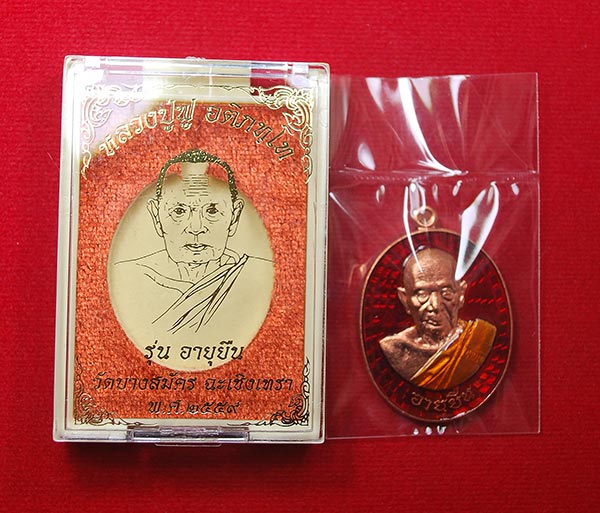 หลวงปู่ฟู อติภทฺโท
รุ่น อายุยืน
วัดบางสมัคร ฉะเชิงเทรา
พ.ศ.๒๕๕๙
อายุยืน